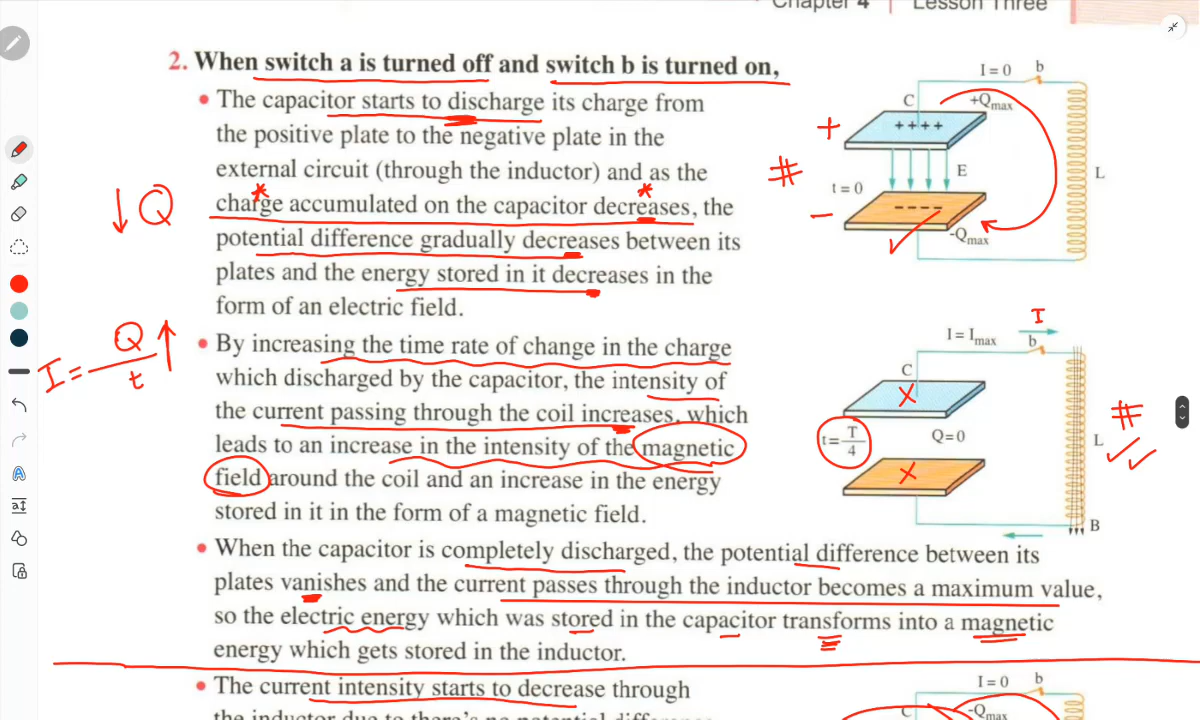 Chapter 4 | Lesson Three
2. When switch a is turned off and switch b is turned on,
• The capacitor starts to discharge its charge from
the positive plate to the negative plate in the
external circuit (through the inductor) and as the
charge accumulated on the capacitor decreases, the
potential difference gradually decreases between its
plates and the energy stored in it decreases in the
form of an electric field.
↓ Q
I = 0 b
C +Qmax
+ + + + +
E
L
t = 0
− − − − −
-Qmax
• By increasing the time rate of change in the charge
which discharged by the capacitor, the intensity of
the current passing through the coil increases, which
leads to an increase in the intensity of the magnetic
field around the coil and an increase in the energy
stored in it in the form of a magnetic field.
I = Q/t ↑
I
I = Imax b
C
t = T/4 Q=0
L
B
• When the capacitor is completely discharged, the potential difference between its
plates vanishes and the current passes through the inductor becomes a maximum value,
so the electric energy which was stored in the capacitor transforms into a magnetic
energy which gets stored in the inductor.
• The current intensity starts to decrease through
I = 0 b
C -Qmax